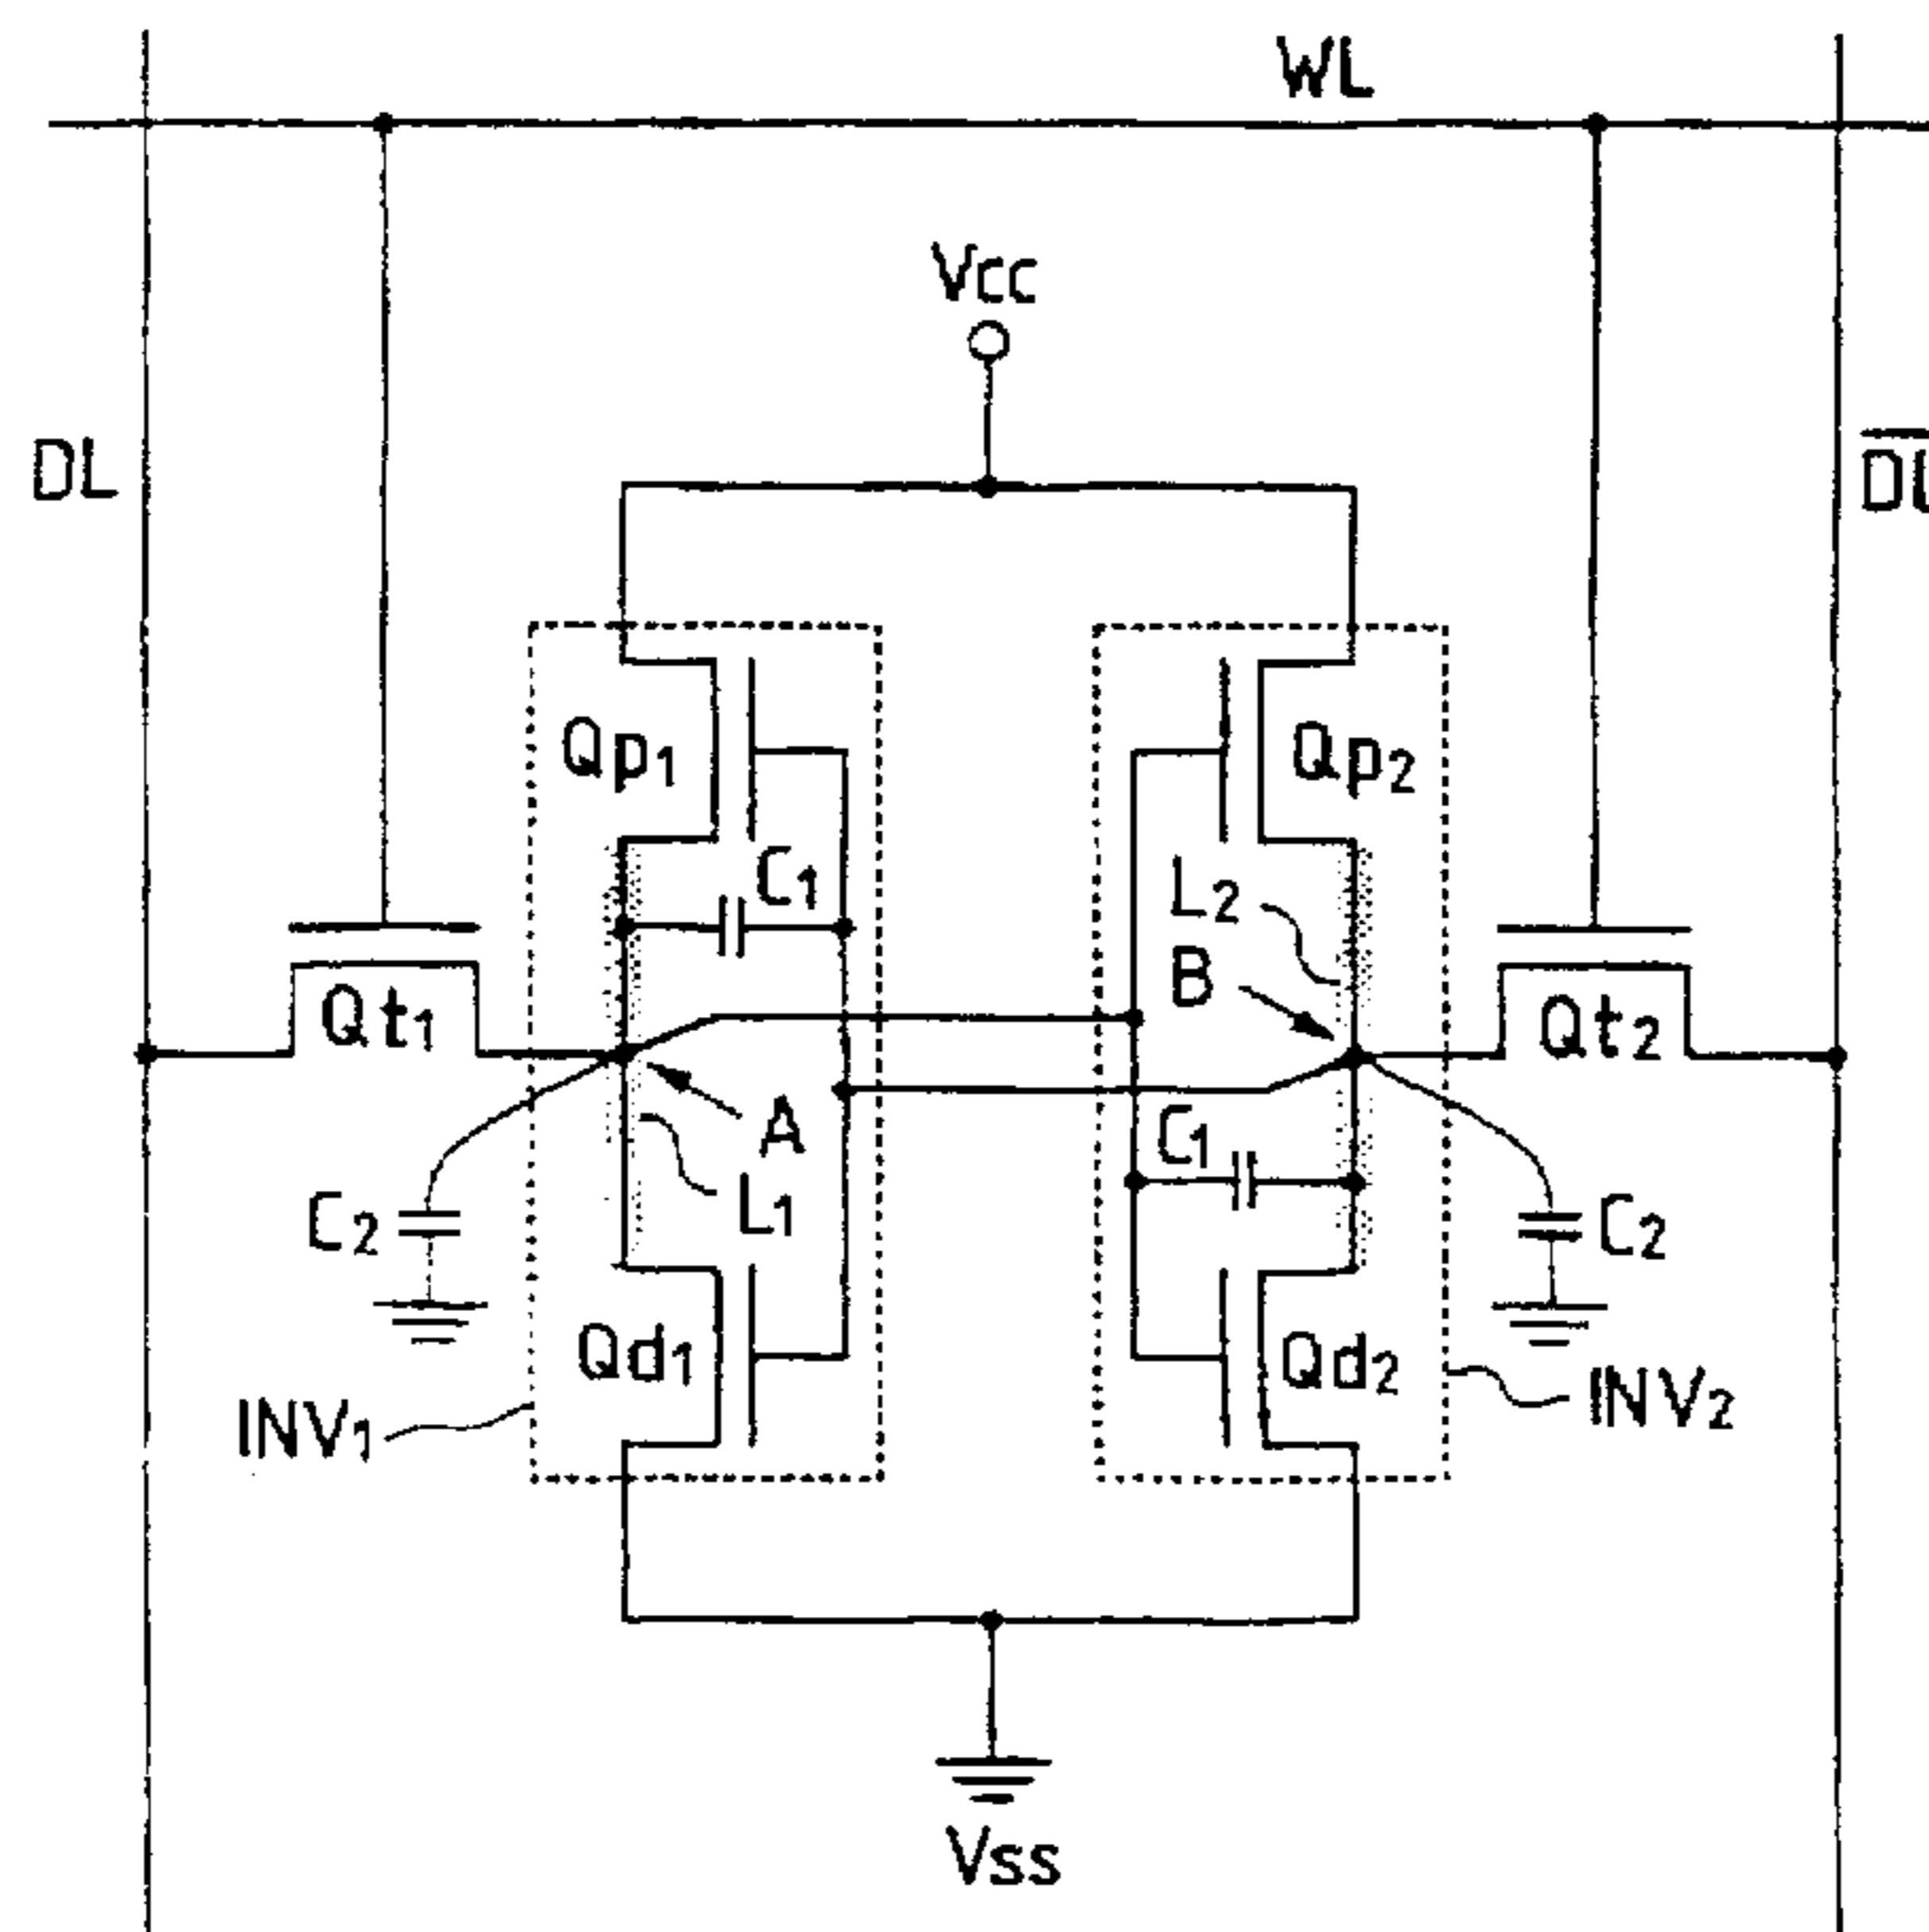 WL
VCC
DL
DL
Qp1
Qp2
C1
L2
B
Qt1
Qt2
A
C1
L1
C2
C2
Qd1
Qd2
INV1
INV2
VSS